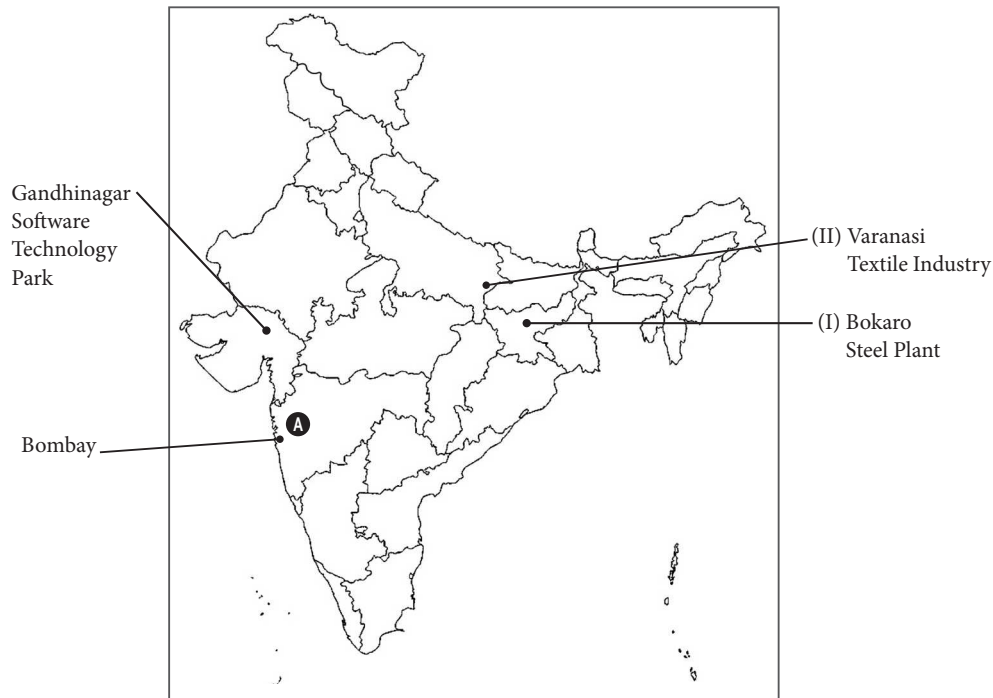 Gandhinagar
Software
Technology
Park
(II) Varanasi
Textile Industry
(I) Bokaro
Steel Plant
A
Bombay